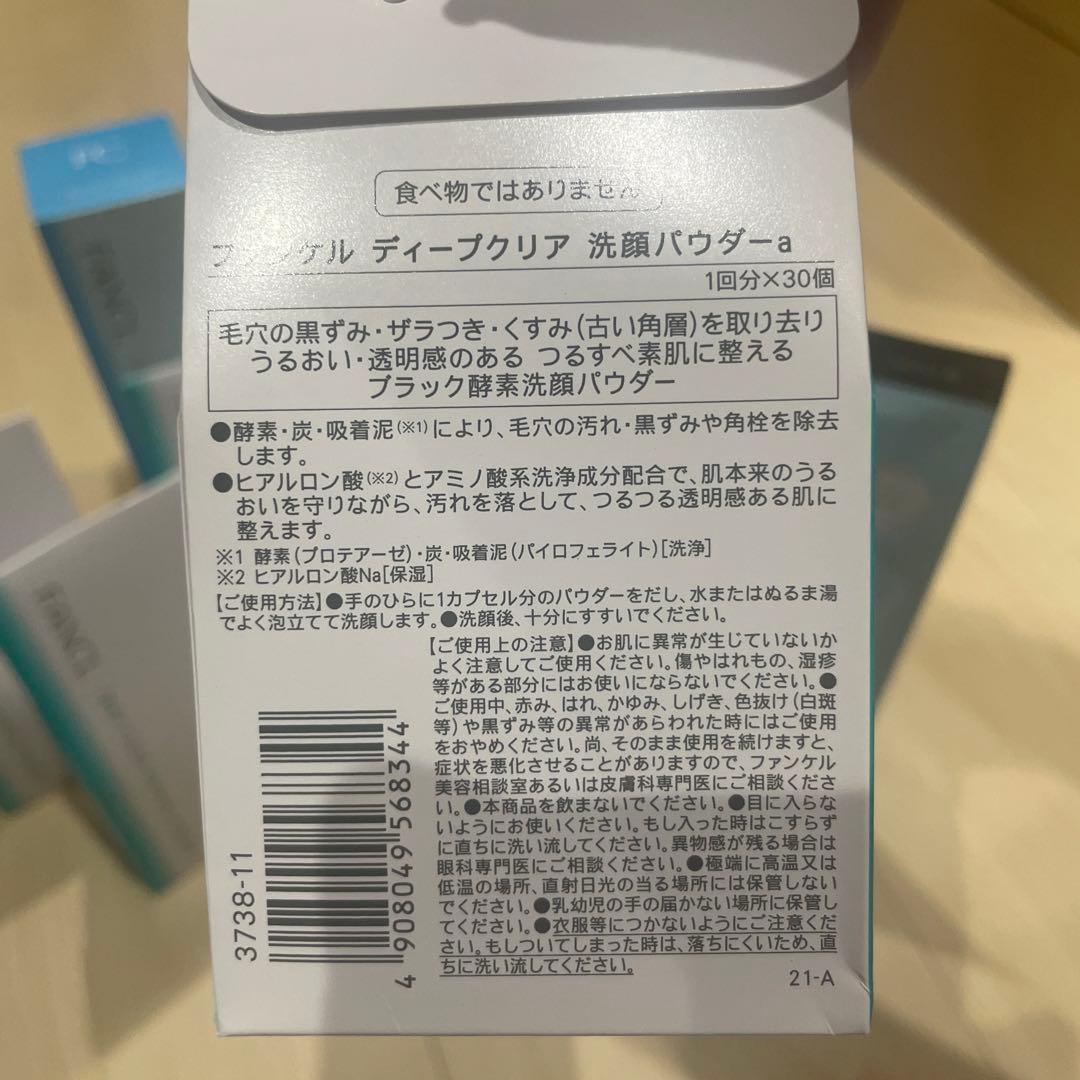 食べ物ではありません
ファンケル ディープクリア 洗顔パウダーa
1回分×30個
毛穴の黒ずみ・ザラつき・くすみ(古い角層)を取り去り
うるおい・透明感のある つるすべ素肌に整える
ブラック酵素洗顔パウダー
●酵素・炭・吸着泥(※1)により、毛穴の汚れ・黒ずみや角栓を除去
します。
●ヒアルロン酸(※2)とアミノ酸系洗浄成分配合で、肌本来のうる
おいを守りながら、汚れを落として、つるつる透明感ある肌に
整えます。
※1 酵素(プロテアーゼ)・炭・吸着泥(パイロフェライト)[洗浄]
※2 ヒアルロン酸Na[保湿]
【ご使用方法】●手のひらに1カプセル分のパウダーをだし、水またはぬるま湯
でよく泡立てて洗顔します。●洗顔後、十分にすすいでください。
【ご使用上の注意】●お肌に異常が生じていないか
よく注意してご使用ください。傷やはれもの、湿疹
等がある部分にはお使いにならないでください。●
ご使用中、赤み、はれ、かゆみ、しげき、色抜け(白斑
等)や黒ずみ等の異常があらわれた時にはご使用
をおやめください。尚、そのまま使用を続けますと、
症状を悪化させることがありますので、ファンケル
美容相談室あるいは皮膚科専門医にご相談くださ
い。●本商品を飲まないでください。●目に入らな
いようにお使いください。もし入った時はこすらず
に直ちに洗い流してください。異物感が残る場合は
眼科専門医にご相談ください。●極端に高温又は
低温の場所、直射日光の当る場所には保管しない
でください。●乳幼児の手の届かない場所に保管し
てください。●衣服等につかないようにご注意くだ
さい。もしついてしまった時は、落ちにくいため、直
ちに洗い流してください。
21-A
3738-11
4908049568344
FANCL
FANCL